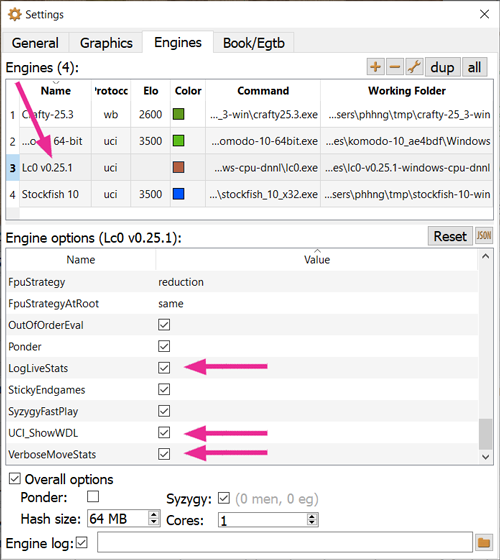 Settings
General Graphics Engines Book/Egtb
Engines (4): dup all
Name Protocc Elo Color Command Working Folder
1 Crafty-25.3 wb 2600 ..._3-win\crafty25.3.exe ...sers\phhng\tmp\crafty-25_3-win
2 ...o 64-bit uci 3500 ...omodo-10-64bit.exe ...es\komodo-10_ae4bdf\Windows
3 Lc0 v0.25.1 uci ...ws-cpu-dnnl\lc0.exe ...es\lc0-v0.25.1-windows-cpu-dnnl
4 Stockfish 10 uci 3500 ...\stockfish_10_x32.exe ...sers\phhng\tmp\stockfish-10-win
Engine options (Lc0 v0.25.1): Reset JSON
Name Value
FpuStrategy reduction
FpuStrategyAtRoot same
OutOfOrderEval
Ponder
LogLiveStats
StickyEndgames
SyzygyFastPlay
UCI_ShowWDL
VerboseMoveStats
Overall options
Ponder: Syzygy: (0 men, 0 eg)
Hash size: 64 MB Cores: 1
Engine log: